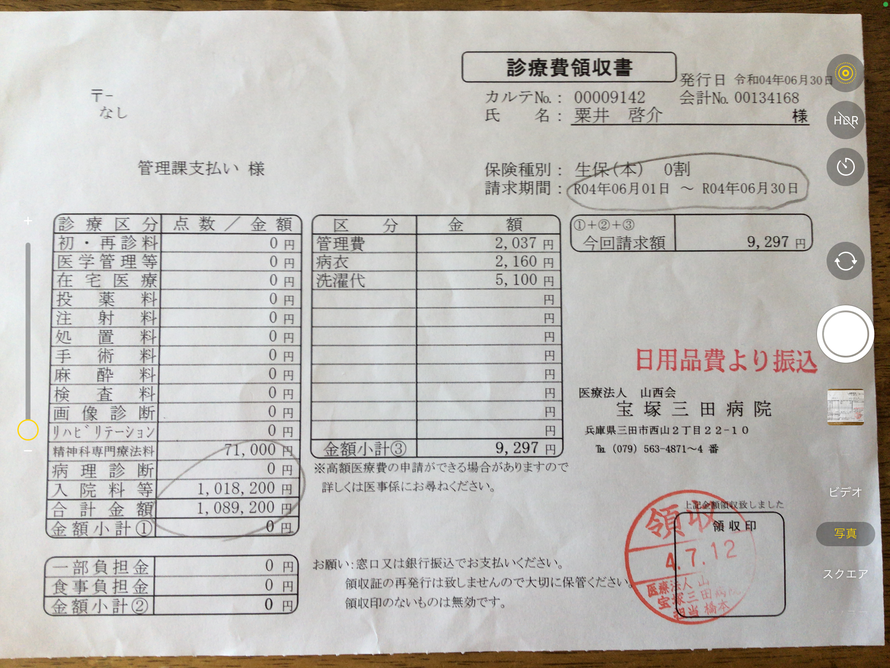 診療費領収書
発行日 令和04年06月30日
カルテNo.: 00009142 会計No. 00134168
氏 名: 粟井 啓介 様
〒-
なし
管理課支払い 様
保険種別: 生保(本) 0割
請求期間: R04年06月01日 ～ R04年06月30日
診療区分 点数／金額
初・再診料 0円
医学管理等 0円
在宅医療 0円
投薬料 0円
注射料 0円
処置料 0円
手術料 0円
麻酔料 0円
検査料 0円
画像診断 0円
リハビリテーション 0円
精神科専門療法料 71,000円
病理診断 0円
入院料等 1,018,200円
合計金額 1,089,200円
金額小計① 0円
一部負担金 0円
食事負担金 0円
金額小計② 0円
区分 金額
管理費 2,037円
病衣 2,160円
洗濯代 5,100円
円
円
円
円
円
円
円
円
金額小計③ 9,297円
※高額医療費の申請ができる場合がありますので
詳しくは医事係にお尋ねください。
①+②+③
今回請求額 9,297円
日用品費より振込
医療法人 山西会
宝塚三田病院
兵庫県三田市西山2丁目22-10
℡ (079) 563-4871～4 番
お願い:窓口又は銀行振込でお支払いください。
領収証の再発行は致しませんので大切に保管ください。
領収印のないものは無効です。
上記金額領収致しました
領収印
領収
4.7.12
医療法人 山
宝塚三田病院
担当 橋本
HDR
ビデオ
写真
スクエア